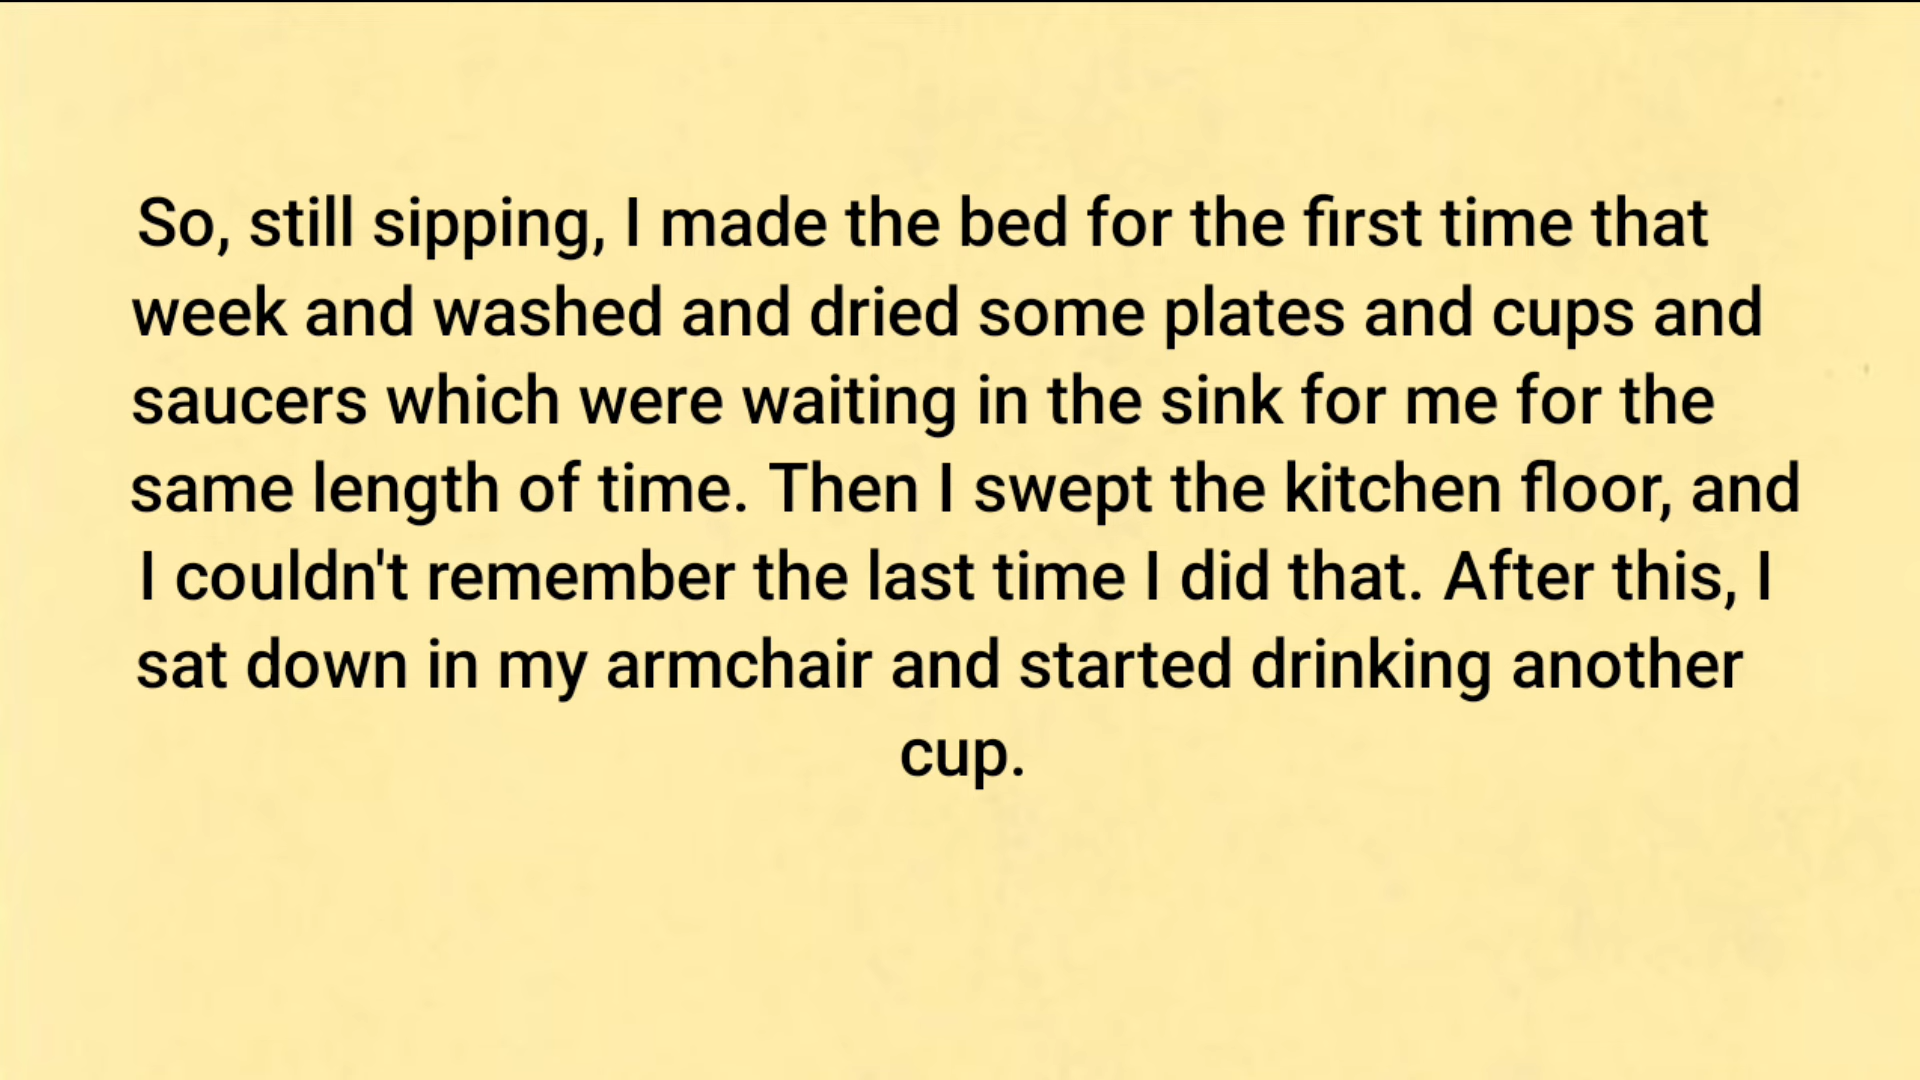 So, still sipping, I made the bed for the first time that
week and washed and dried some plates and cups and
saucers which were waiting in the sink for me for the
same length of time. Then I swept the kitchen floor, and
I couldn't remember the last time I did that. After this, I
sat down in my armchair and started drinking another
cup.